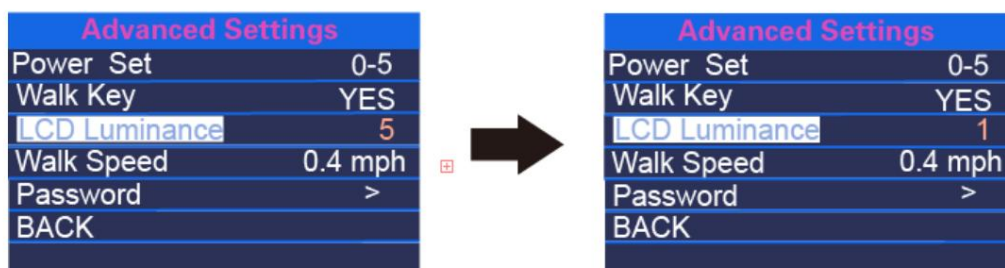 Advanced Settings
Power Set 0-5
Walk Key YES
LCD Luminance 5
Walk Speed 0.4 mph
Password >
BACK
Advanced Settings
Power Set 0-5
Walk Key YES
LCD Luminance 1
Walk Speed 0.4 mph
Password >
BACK